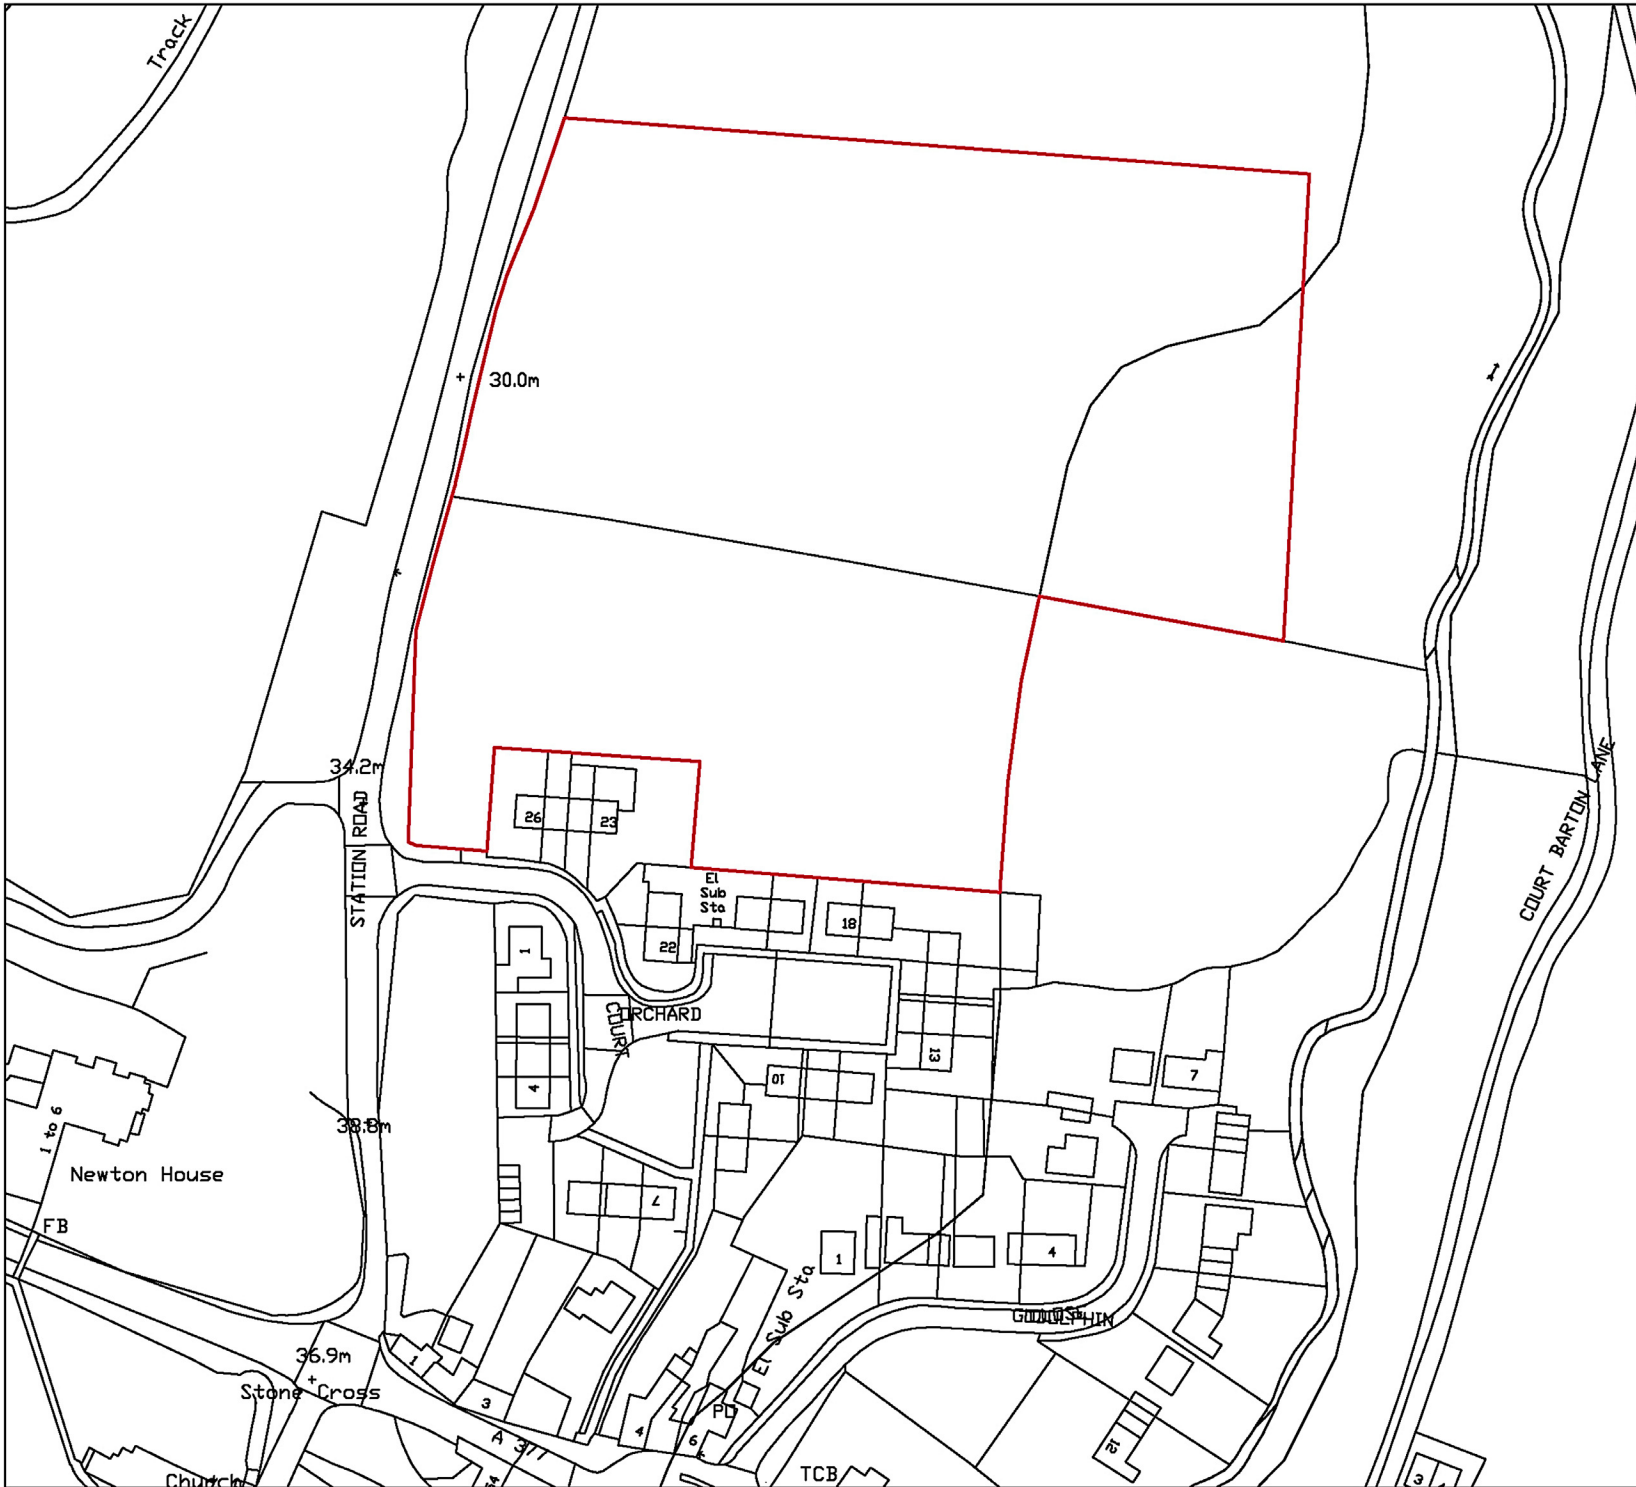 Track
30.0m
34.2m
STATION ROAD
COURT BARTON LANE
26
23
El
Sub
Sta
18
22
1
ORCHARD
COURT
13
10
4
7
38.8m
1 to 6
Newton House
7
FB
1
4
El Sub Sta
36.9m
Stone Cross
1
3
4
6
A 377
12
TCB
3
Church